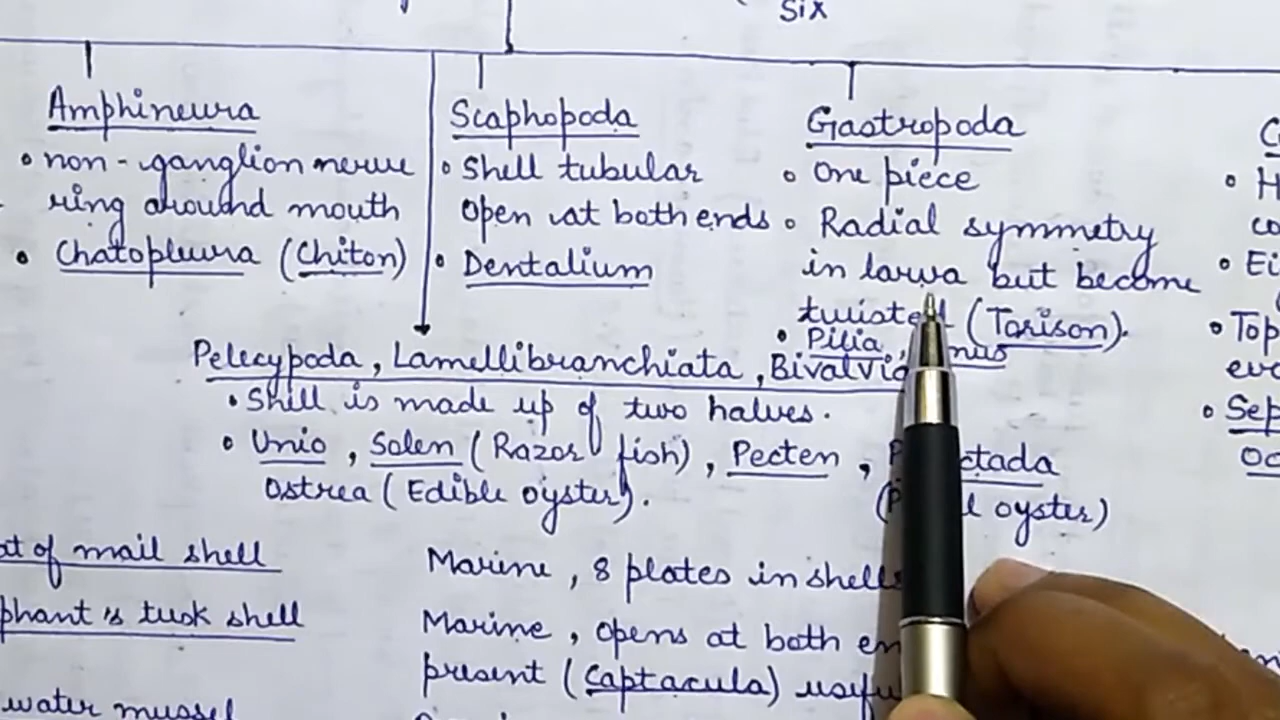 Six
Amphineura
• non-ganglion nerve
ring around mouth
• Chatopleura (Chiton)
Scaphopoda
• Shell tubular
Open at both ends
• Dentalium
Gastropoda
• One piece
• Radial symmetry
in larva but become
twisted (Torison).
• Pilia,
Pelecypoda, Lamellibranchiata, Bivalvia
• Shell is made up of two halves.
• Unio, Solen (Razor fish), Pecten,
Ostrea (Edible oyster).
oyster)
of mail shell
tusk shell
water mussel
Marine, 8 plates in shell
Marine, opens at both
present (Captacula)
• Top